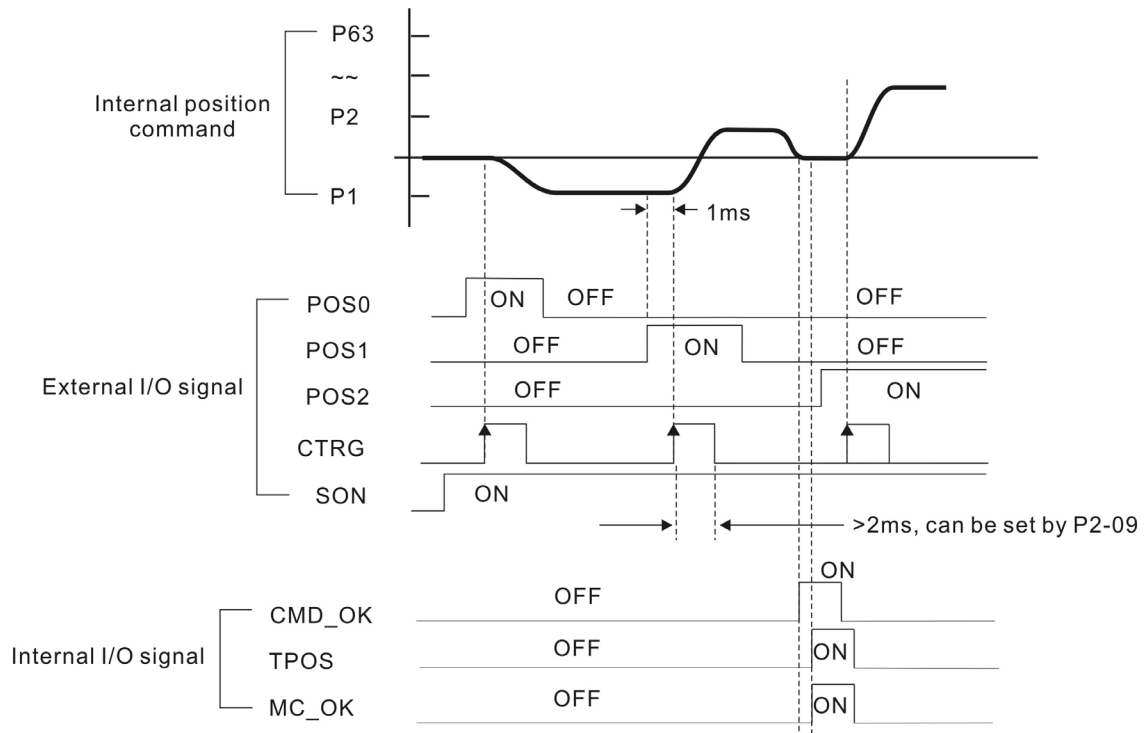 P63
~~
Internal position
command
P2
P1
1ms
POS0
ON
OFF
OFF
POS1
OFF
ON
OFF
External I/O signal
POS2
OFF
ON
CTRG
SON
ON
>2ms, can be set by P2-09
ON
CMD_OK
OFF
Internal I/O signal
TPOS
OFF
ON
MC_OK
OFF
ON